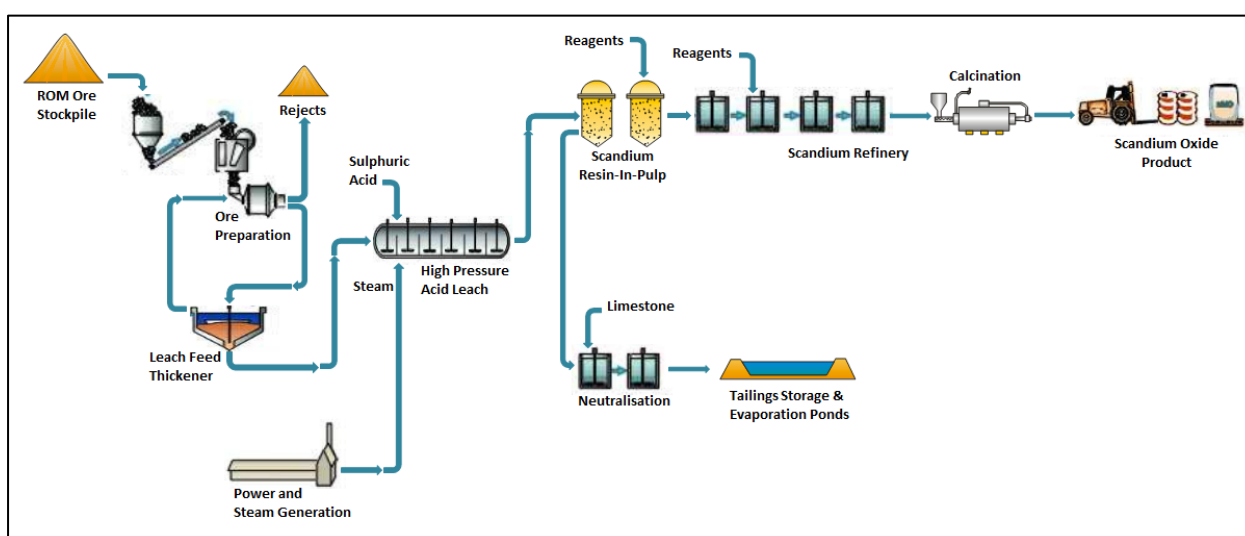 ROM Ore
Stockpile
Rejects
Ore
Preparation
Leach Feed
Thickener
Power and
Steam Generation
Sulphuric
Acid
Steam
High Pressure
Acid Leach
Reagents
Scandium
Resin-In-Pulp
Reagents
Scandium Refinery
Calcination
Scandium Oxide
Product
Limestone
Neutralisation
Tailings Storage &
Evaporation Ponds